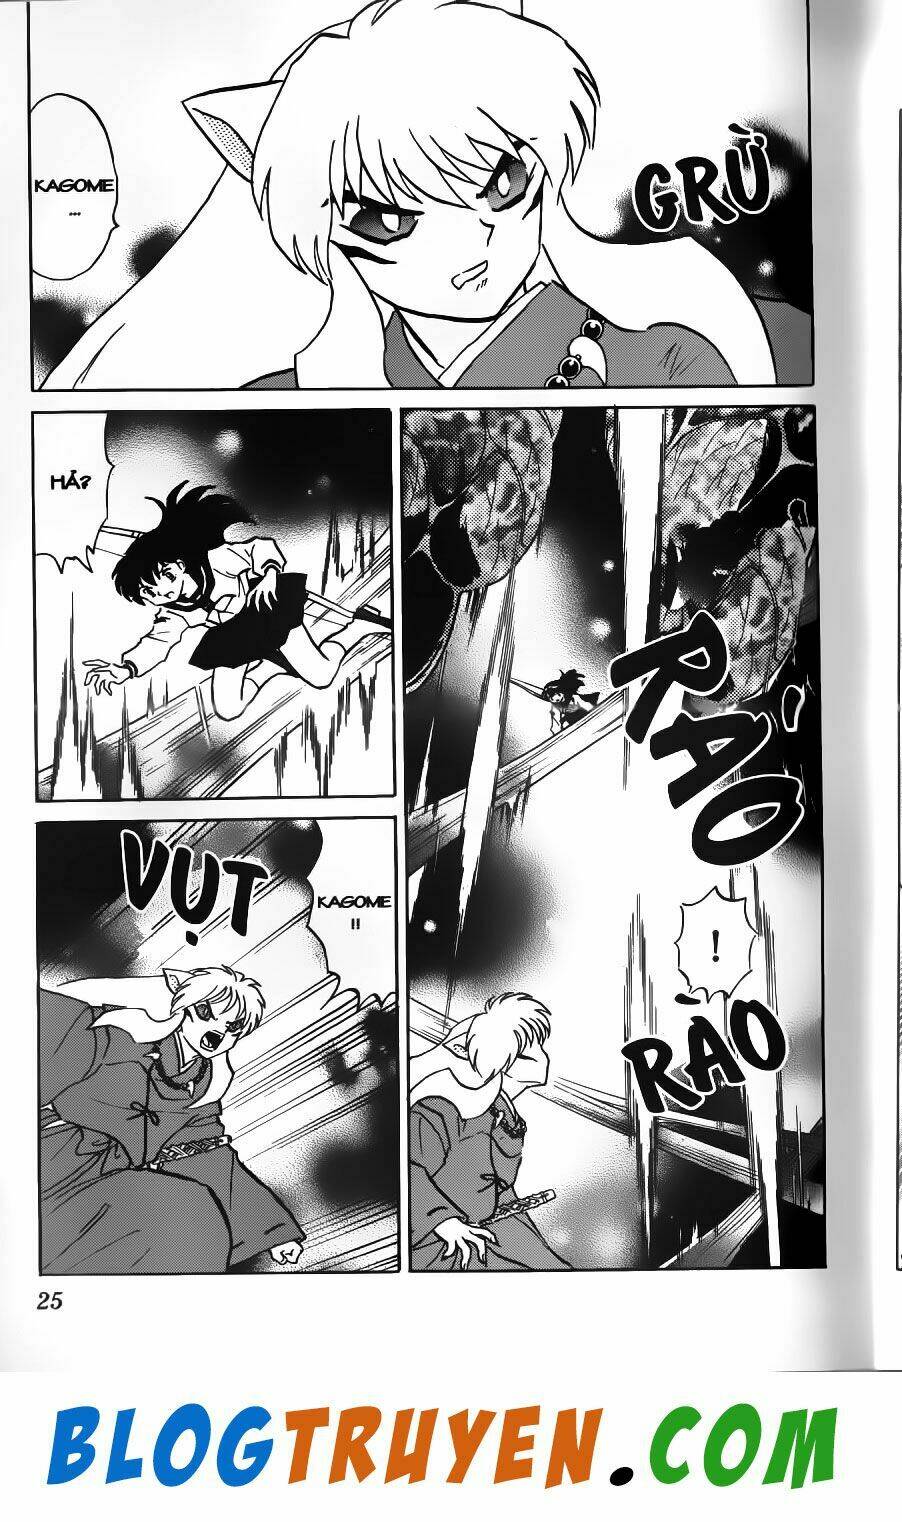 GRỪ
KAGOME
...
RÀO
!
RÀO
HẢ?
KAGOME
!!
VỤT
25
BLOGTRUYEN.COM